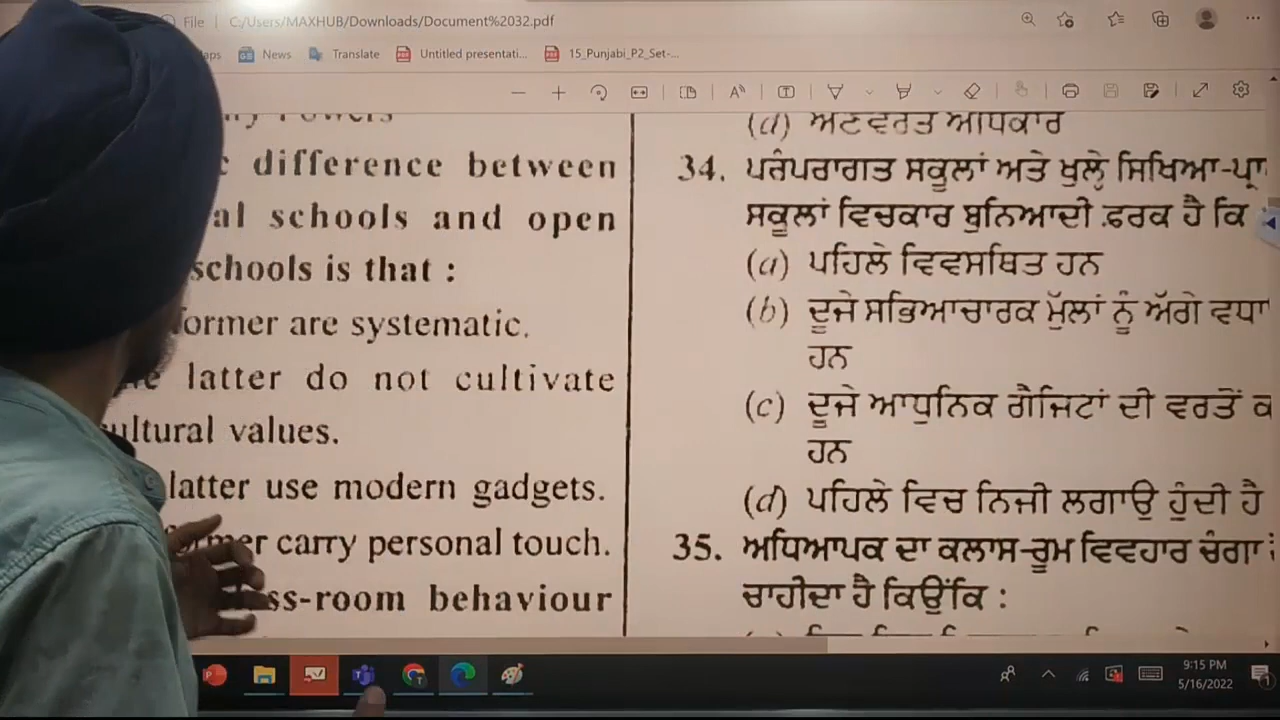 File | C:/Users/MAXHUB/Downloads/Document%2032.pdf
News Translate Untitled presentati... 15_Punjabi_P2_Set-...
difference between
al schools and open
schools is that :
former are systematic.
latter do not cultivate
cultural values.
latter use modern gadgets.
former carry personal touch.
ss-room behaviour
(d) ਅਣਵਰਤ ਅਧਿਕਾਰ
34. ਪਰੰਪਰਾਗਤ ਸਕੂਲਾਂ ਅਤੇ ਖੁਲ੍ਹੇ ਸਿਖਿਆ-ਪ੍ਰਾ
ਸਕੂਲਾਂ ਵਿਚਕਾਰ ਬੁਨਿਆਦੀ ਫ਼ਰਕ ਹੈ ਕਿ
(a) ਪਹਿਲੇ ਵਿਵਸਥਿਤ ਹਨ
(b) ਦੂਜੇ ਸਭਿਆਚਾਰਕ ਮੁੱਲਾਂ ਨੂੰ ਅੱਗੇ ਵਧਾ
ਹਨ
(c) ਦੂਜੇ ਆਧੁਨਿਕ ਗੈਜਿਟਾਂ ਦੀ ਵਰਤੋਂ ਕ
ਹਨ
(d) ਪਹਿਲੇ ਵਿਚ ਨਿਜੀ ਲਗਾਉ ਹੁੰਦੀ ਹੈ
35. ਅਧਿਆਪਕ ਦਾ ਕਲਾਸ-ਰੂਮ ਵਿਵਹਾਰ ਚੰਗਾ
ਚਾਹੀਦਾ ਹੈ ਕਿਉਂਕਿ :
9:15 PM
5/16/2022